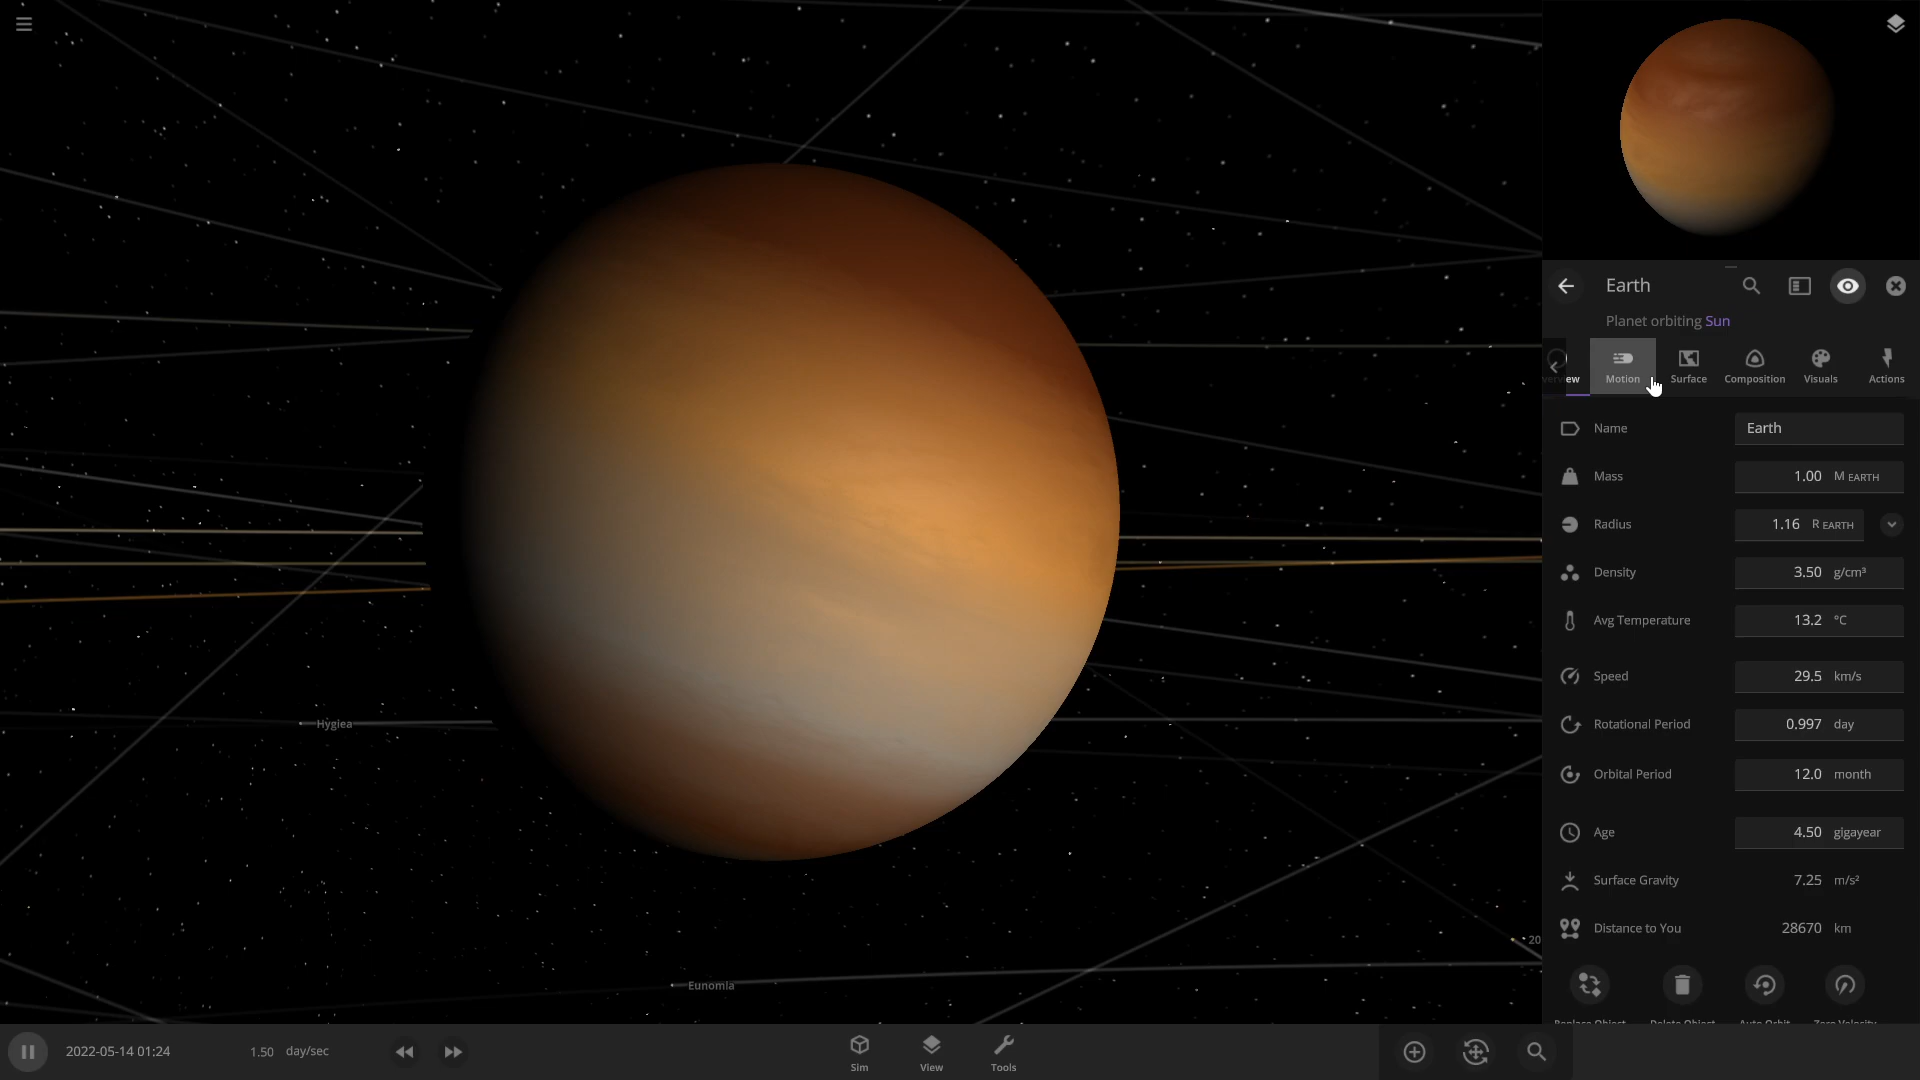 Earth
Planet orbiting Sun
Motion
Surface
Composition
Visuals
Actions
Name Earth
Mass 1.00 M EARTH
Radius 1.16 R EARTH
Density 3.50 g/cm³
Avg Temperature 13.2 °C
Speed 29.5 km/s
Rotational Period 0.997 day
Orbital Period 12.0 month
Age 4.50 gigayear
Surface Gravity 7.25 m/s²
Distance to You 28670 km
Hygiea
20
Eunomia
2022-05-14 01:24
1.50 day/sec
Sim
View
Tools